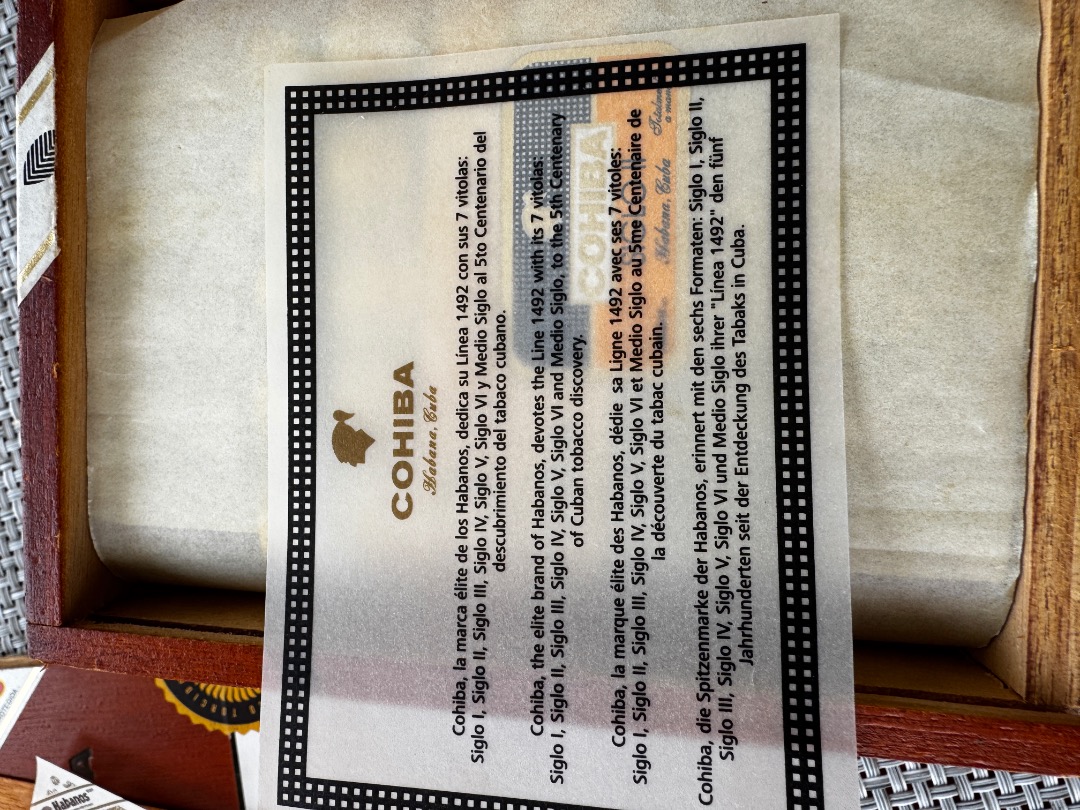 COHIBA
Habana, Cuba
Cohiba, la marca élite de los Habanos, dedica su Línea 1492 con sus 7 vitolas:
Siglo I, Siglo II, Siglo III, Siglo IV, Siglo V, Siglo VI y Medio Siglo al 5to Centenario del
descubrimiento del tabaco cubano.
Cohiba, the elite brand of Habanos, devotes the Line 1492 with its 7 vitolas:
Siglo I, Siglo II, Siglo III, Siglo IV, Siglo V, Siglo VI and Medio Siglo, to the 5th Centenary
of Cuban tobacco discovery.
Cohiba, la marque élite des Habanos, dédie sa Ligne 1492 avec ses 7 vitoles:
Siglo I, Siglo II, Siglo III, Siglo IV, Siglo V, Siglo VI et Medio Siglo au 5me Centenaire de
la découverte du tabac cubain.
Cohiba, die Spitzenmarke der Habanos, erinnert mit den sechs Formaten: Siglo I, Siglo II,
Siglo III, Siglo IV, Siglo V, Siglo VI und Medio Siglo ihrer "Línea 1492" den fünf
Jahrhunderten seit der Entdeckung des Tabaks in Cuba.
COHIBA
SIGLO II
Habana, Cuba
a mano
Habanos